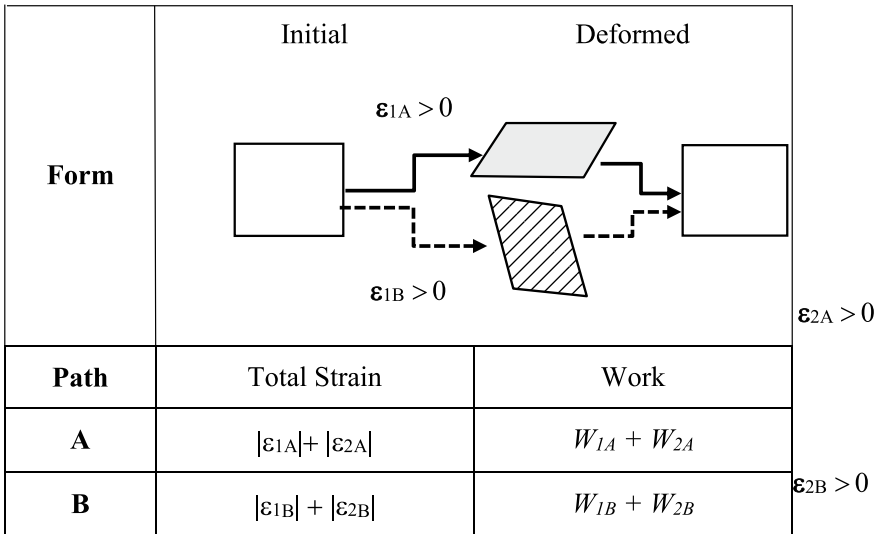 Initial Deformed
ε1A > 0
Form
ε1B > 0
ε2A > 0
Path Total Strain Work
A |ε1A|+ |ε2A| W1A + W2A
ε2B > 0
B |ε1B| + |ε2B| W1B + W2B